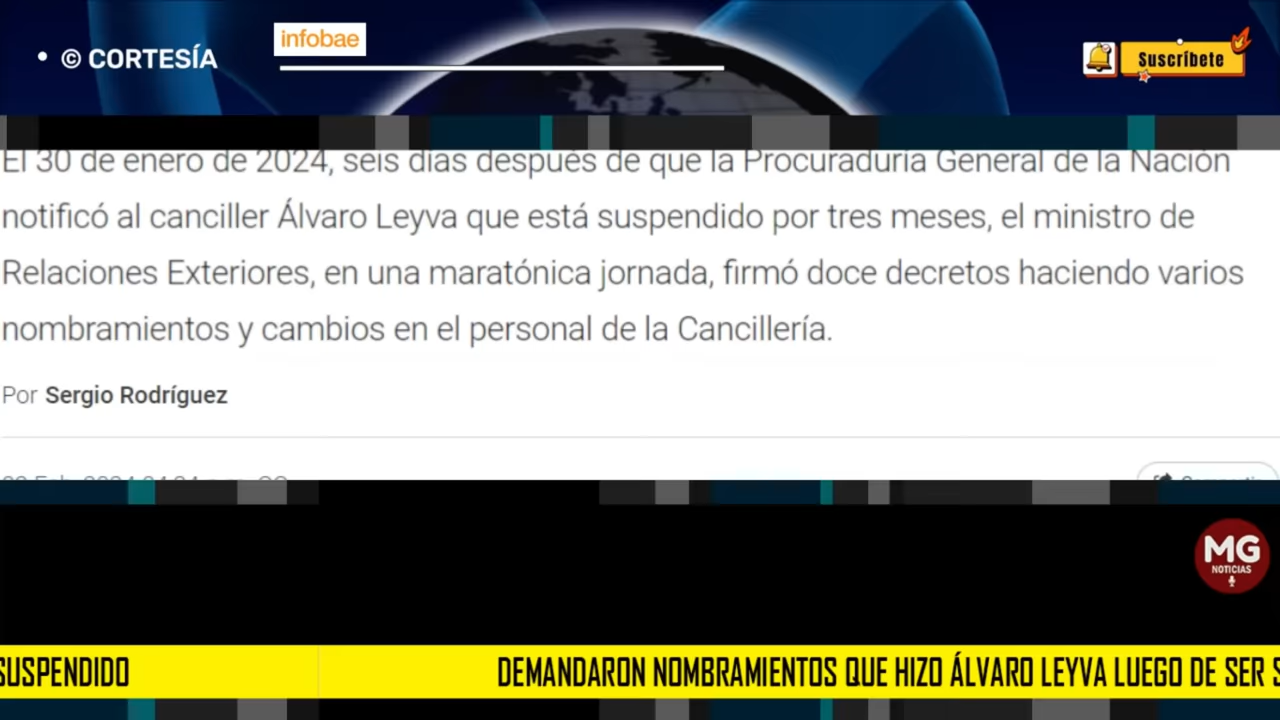 • © CORTESÍA
infobae
Suscríbete
El 30 de enero de 2024, seis días después de que la Procuraduría General de la Nación
notificó al canciller Álvaro Leyva que está suspendido por tres meses, el ministro de
Relaciones Exteriores, en una maratónica jornada, firmó doce decretos haciendo varios
nombramientos y cambios en el personal de la Cancillería.
Por Sergio Rodríguez
MG
NOTICIAS
SUSPENDIDO DEMANDARON NOMBRAMIENTOS QUE HIZO ÁLVARO LEYVA LUEGO DE SER